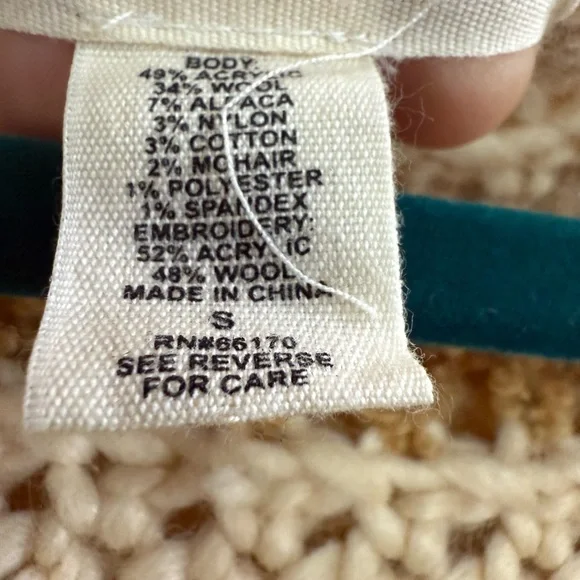 BODY:
49% ACRYLIC
34% WOOL
7% ALPACA
3% NYLON
3% COTTON
2% MOHAIR
1% POLYESTER
1% SPANDEX
EMBROIDERY:
52% ACRYLIC
48% WOOL
MADE IN CHINA
S
RN#66170
SEE REVERSE
FOR CARE